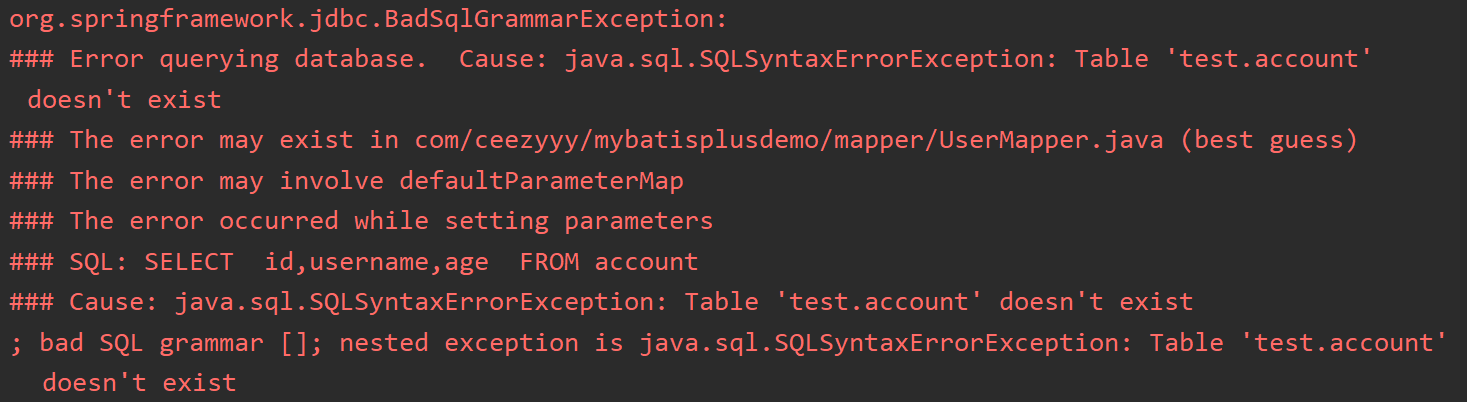 org.springframework.jdbc.BadSqlGrammarException:
### Error querying database.  Cause: java.sql.SQLSyntaxErrorException: Table 'test.account'
 doesn't exist
### The error may exist in com/ceezyyy/mybatisplusdemo/mapper/UserMapper.java (best guess)
### The error may involve defaultParameterMap
### The error occurred while setting parameters
### SQL: SELECT  id,username,age  FROM account
### Cause: java.sql.SQLSyntaxErrorException: Table 'test.account' doesn't exist
; bad SQL grammar []; nested exception is java.sql.SQLSyntaxErrorException: Table 'test.account'
  doesn't exist